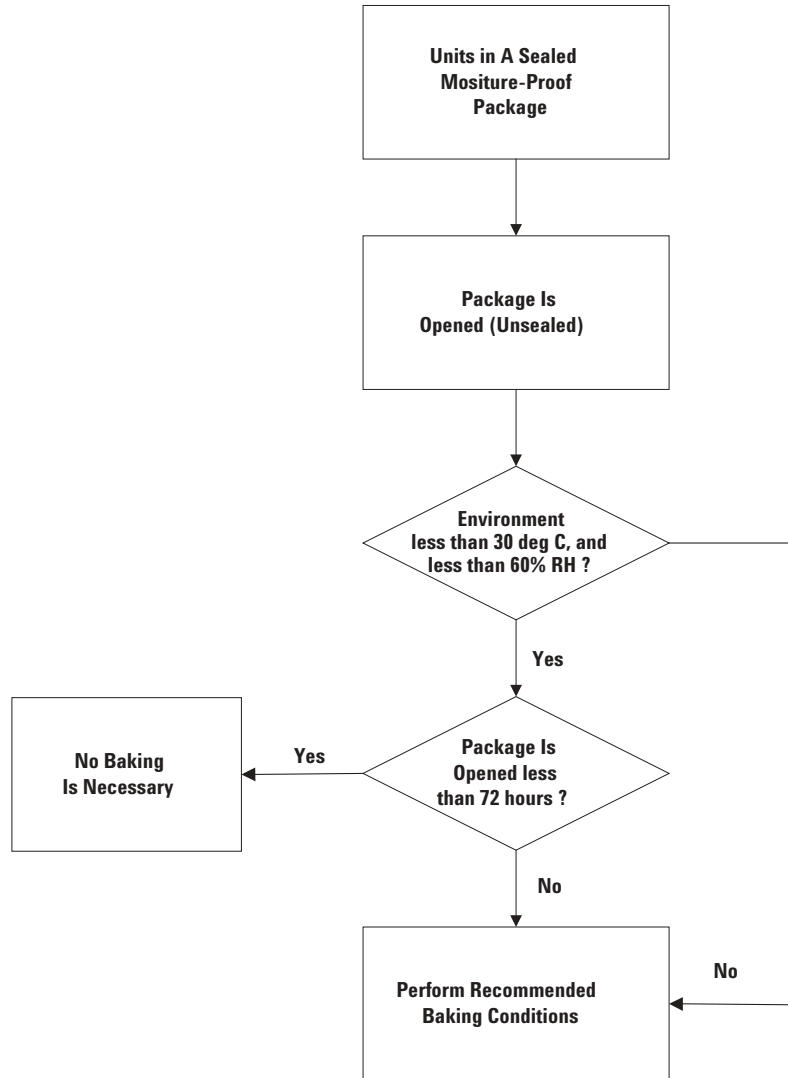 Units in A Sealed
Mositure-Proof
Package
Package Is
Opened (Unsealed)
Environment
less than 30 deg C, and
less than 60% RH ?
Yes
No Baking
Is Necessary
Yes
Package Is
Opened less
than 72 hours ?
No
Perform Recommended
Baking Conditions
No